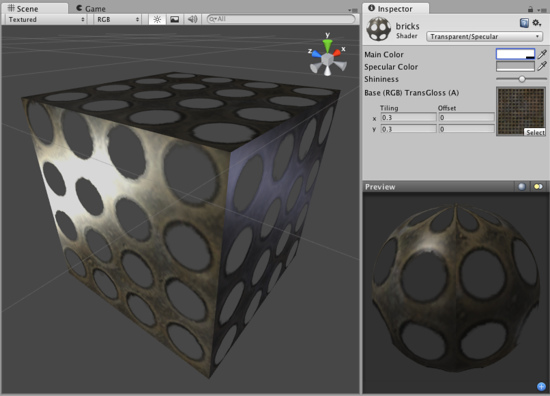 Scene
Game
Textured
RGB
All
y
x
z
Inspector
bricks
Shader
Transparent/Specular
Main Color
Specular Color
Shininess
Base (RGB) TransGloss (A)
Tiling Offset
x 0.3 0
y 0.3 0
Select
Preview